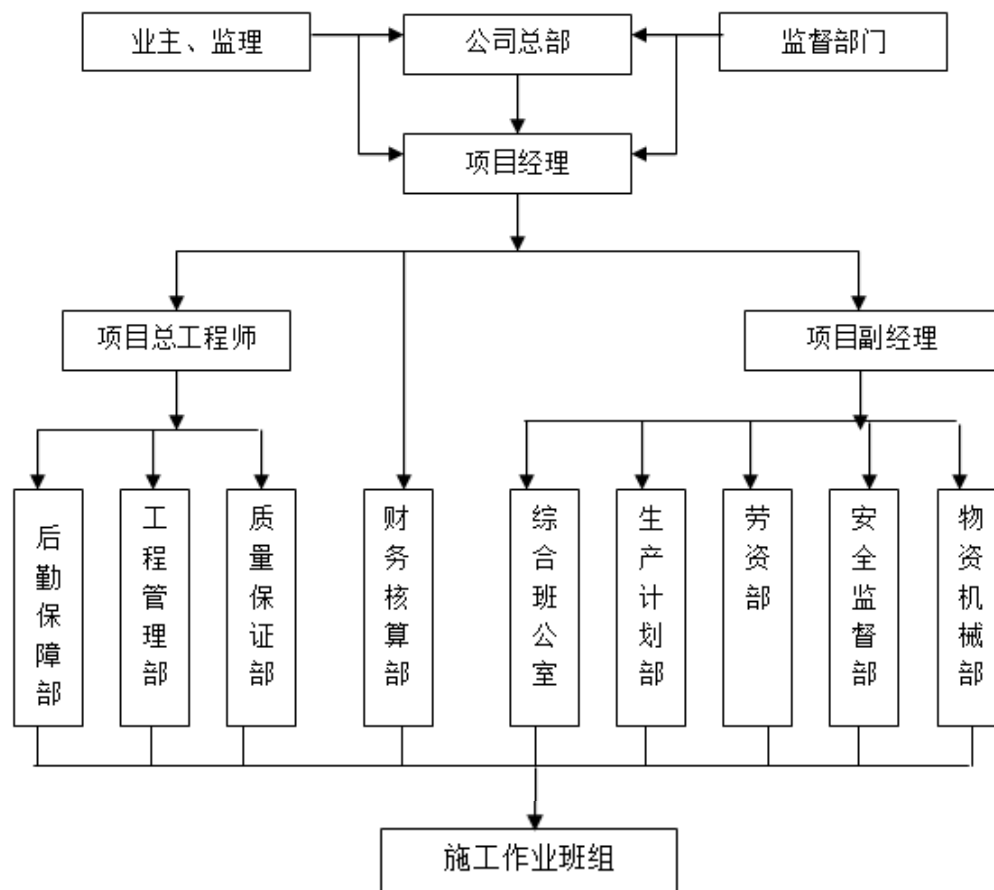 业主、监理
公司总部
监督部门
项目经理
项目总工程师
项目副经理
后勤保障部
工程管理部
质量保证部
财务核算部
综合班公室
生产计划部
劳资部
安全监督部
物资机械部
施工作业班组